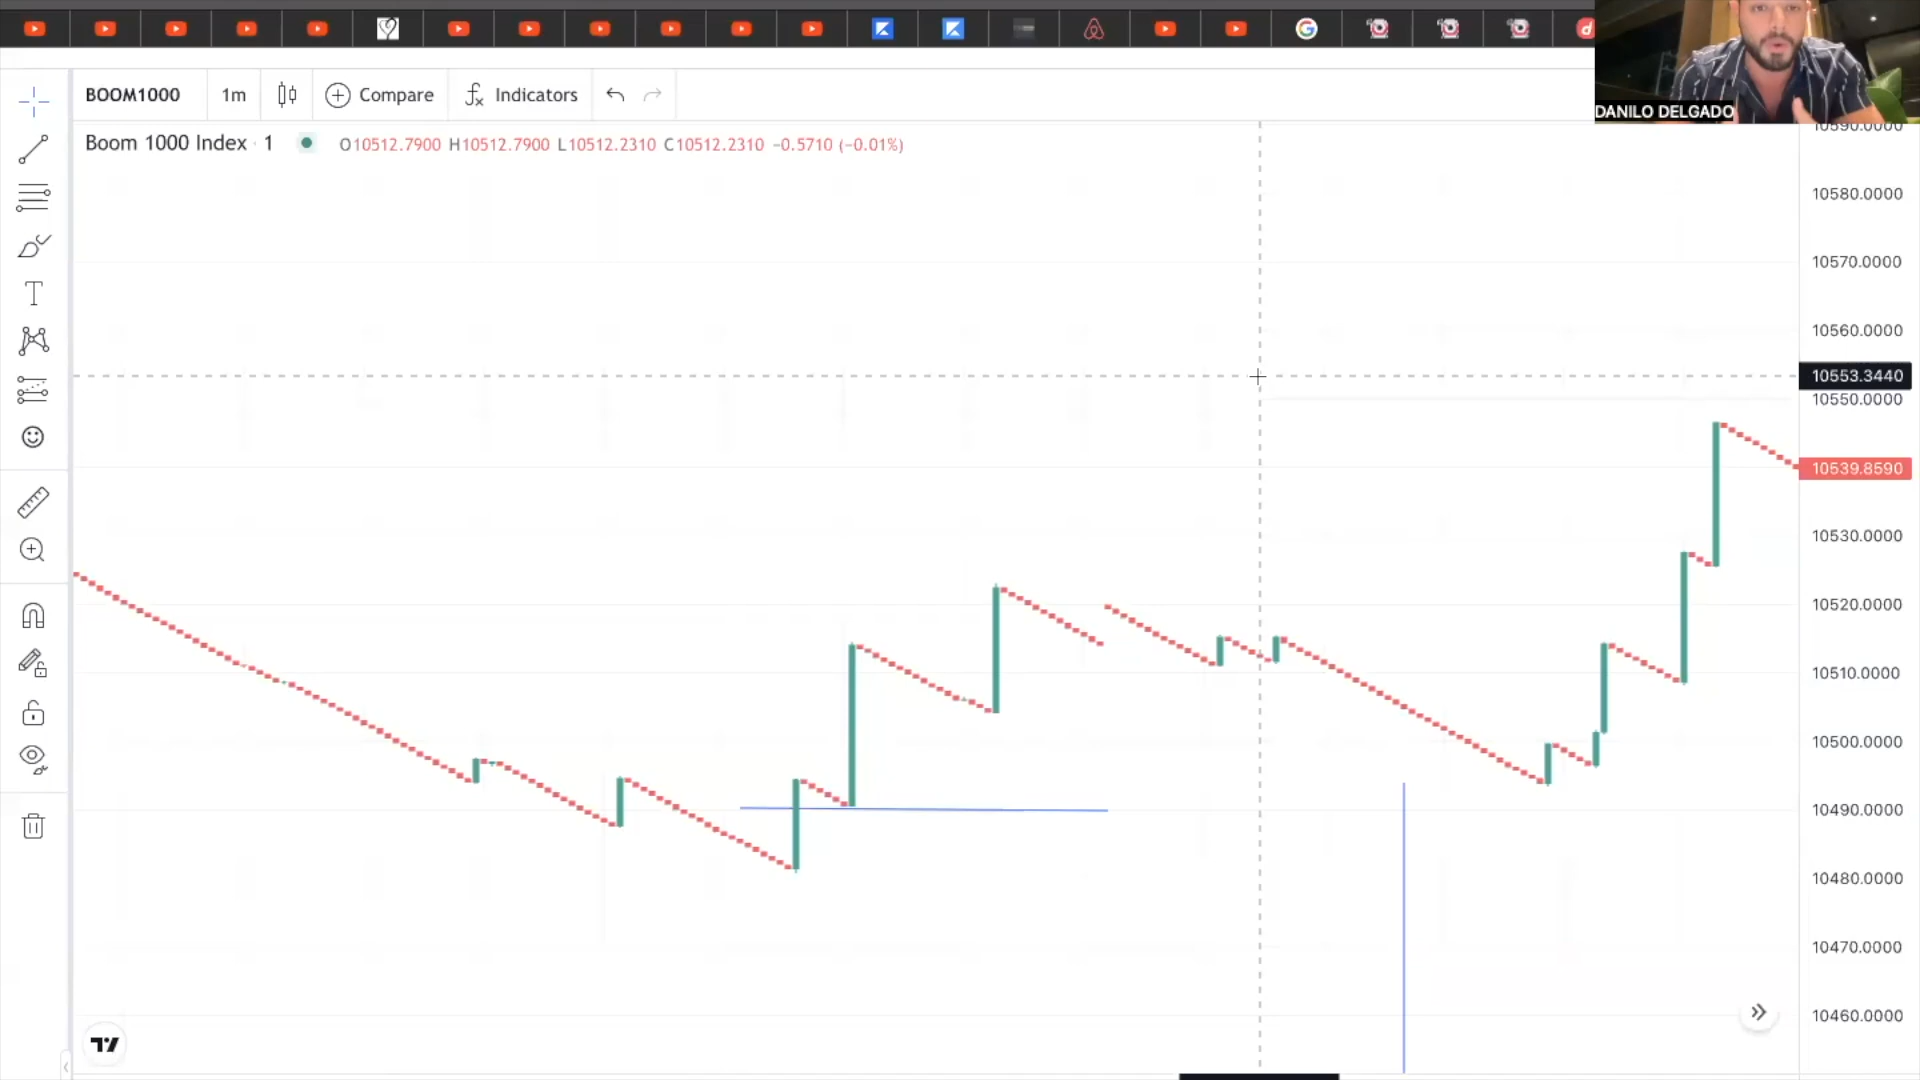 DANILO DELGADO
BOOM1000
1m
Compare
Indicators
Boom 1000 Index · 1
O10512.7900 H10512.7900 L10512.2310 C10512.2310 −0.5710 (−0.01%)
10590.0000
10580.0000
10570.0000
10560.0000
10553.3440
10550.0000
10539.8590
10530.0000
10520.0000
10510.0000
10500.0000
10490.0000
10480.0000
10470.0000
10460.0000